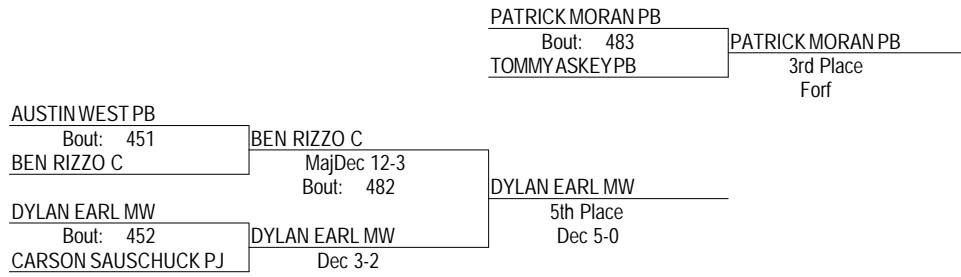 PATRICK MORAN PB
Bout: 483
PATRICK MORAN PB
TOMMY ASKEY PB
3rd Place
Forf
AUSTIN WEST PB
Bout: 451
BEN RIZZO C
BEN RIZZO C
MajDec 12-3
Bout: 482
DYLAN EARL MW
DYLAN EARL MW
5th Place
Bout: 452
DYLAN EARL MW
Dec 5-0
CARSON SAUSCHUCK PJ
Dec 3-2